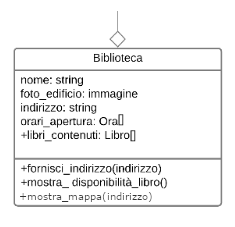 Biblioteca
nome: string
foto_edificio: immagine
indirizzo: string
orari_apertura: Ora[]
+libri_contenuti: Libro[]
+fornisci_indirizzo(indirizzo)
+mostra_ disponibilità_libro()
+mostra_mappa(indirizzo)